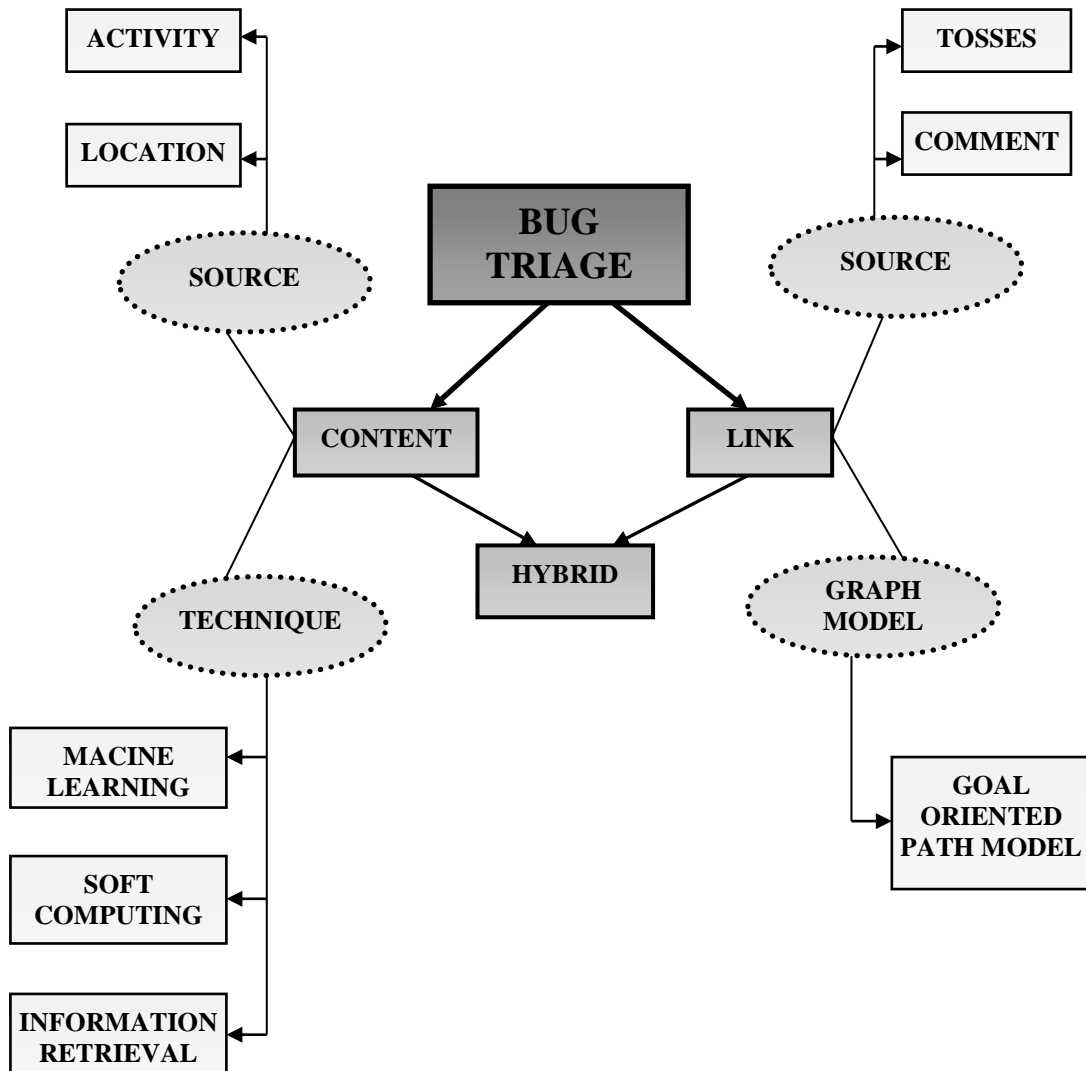 ACTIVITY
TOSSES
LOCATION
COMMENT
BUG
TRIAGE
SOURCE
SOURCE
CONTENT
LINK
HYBRID
TECHNIQUE
GRAPH
MODEL
MACINE
LEARNING
GOAL
ORIENTED
PATH MODEL
SOFT
COMPUTING
INFORMATION
RETRIEVAL